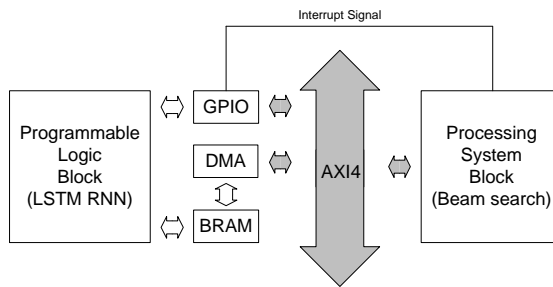 Interrupt Signal
Programmable
Logic
Block
(LSTM RNN)
GPIO
DMA
BRAM
AXI4
Processing
System
Block
(Beam search)